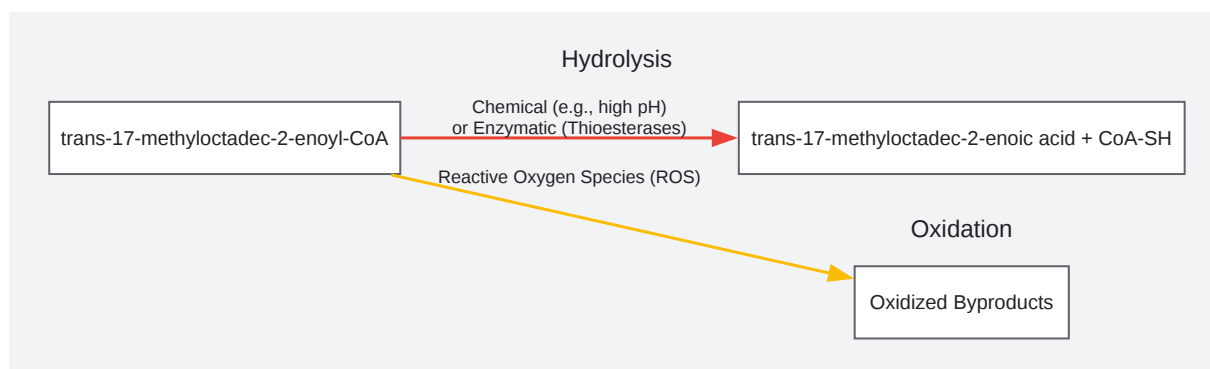 Hydrolysis
Chemical (e.g., high pH)
or Enzymatic (Thioesterases)
trans-17-methyloctadec-2-enoyl-CoA
trans-17-methyloctadec-2-enoic acid + CoA-SH
Reactive Oxygen Species (ROS)
Oxidation
Oxidized Byproducts